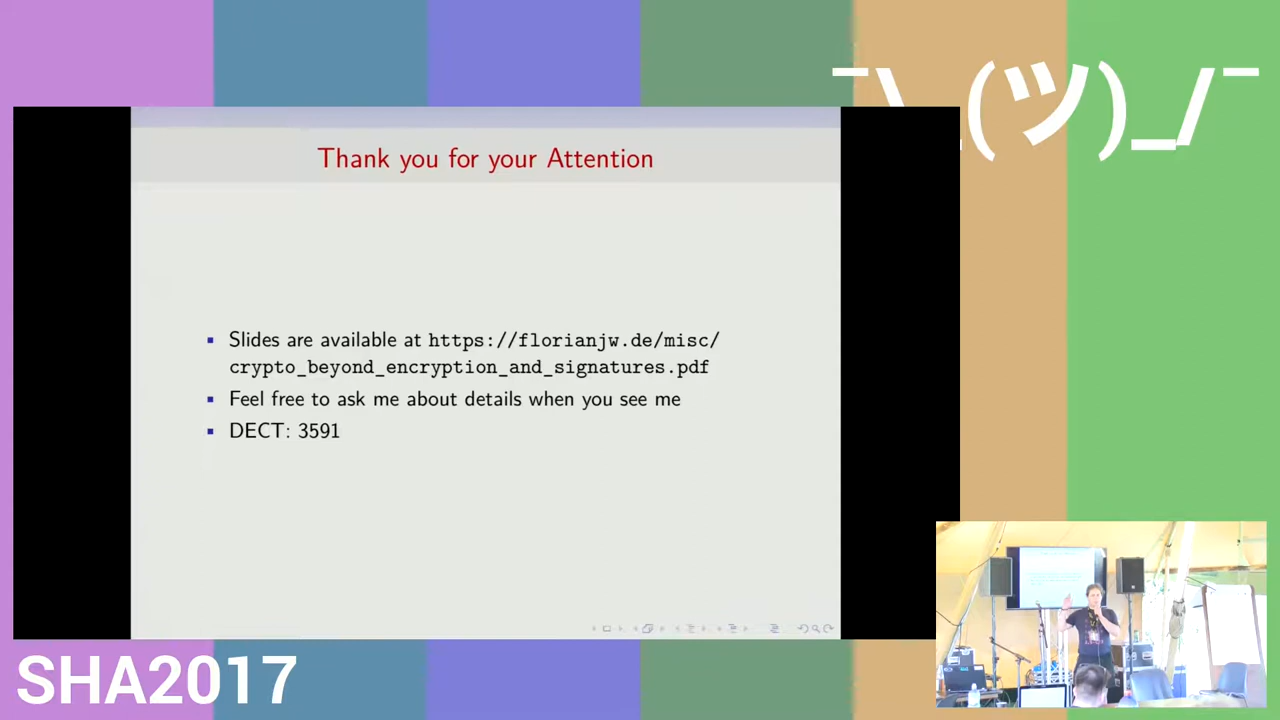 ¯\_(ツ)_/¯
Thank you for your Attention
Slides are available at https://florianjw.de/misc/
crypto_beyond_encryption_and_signatures.pdf
Feel free to ask me about details when you see me
DECT: 3591
SHA2017